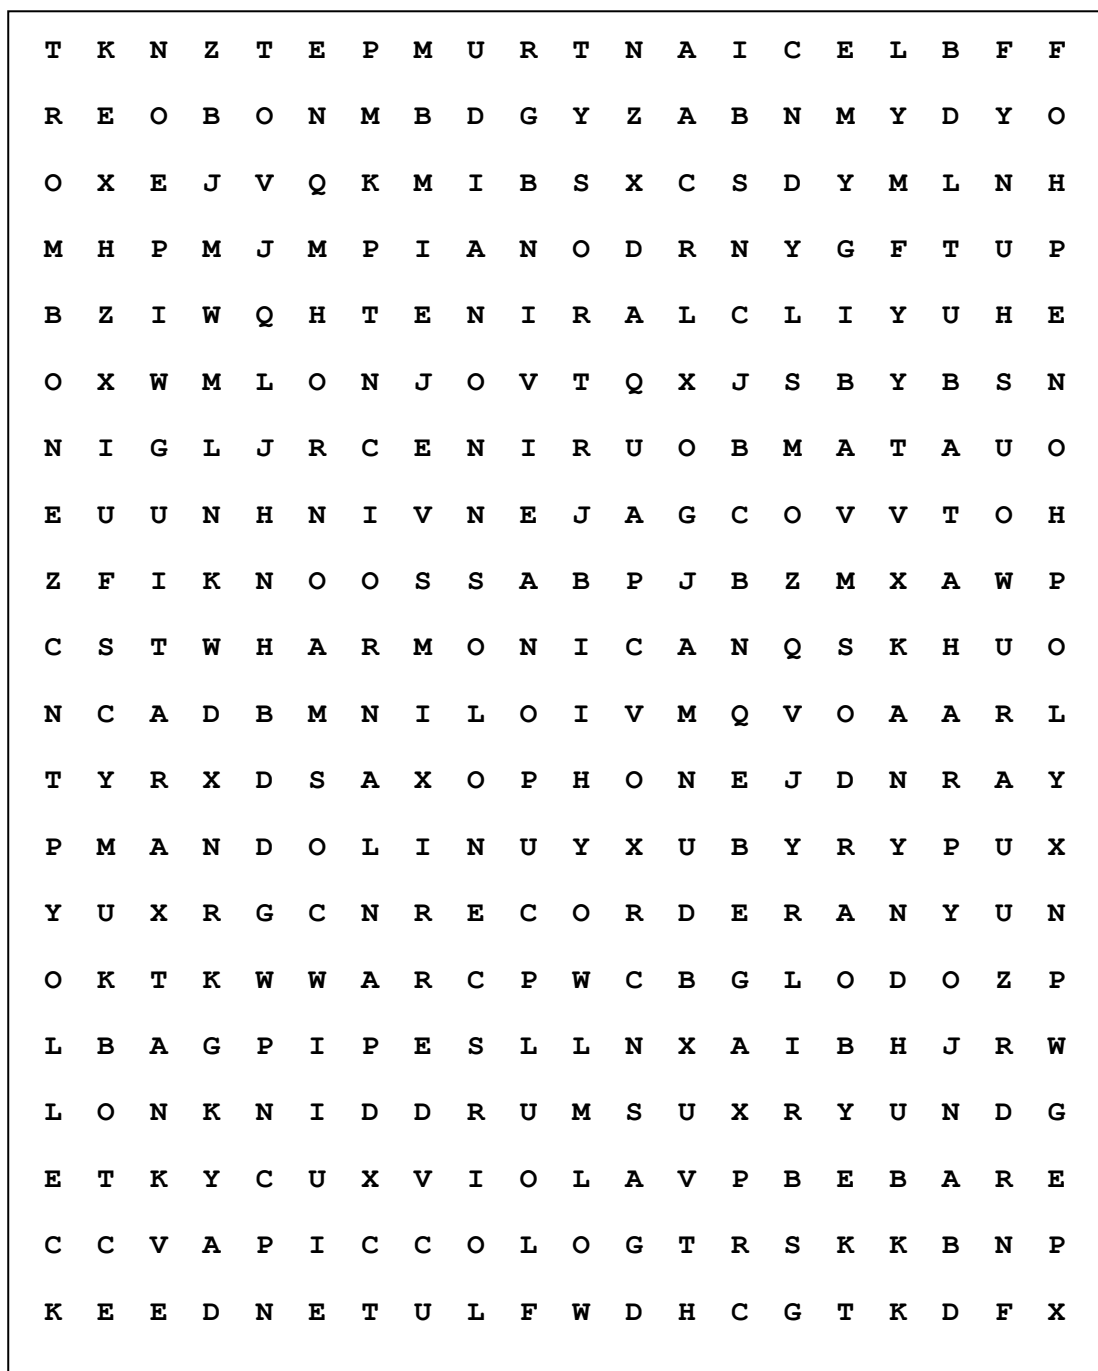 T K N Z T E P M U R T N A I C E L B F F
R E O B O N M B D G Y Z A B N M Y D Y O
O X E J V Q K M I B S X C S D Y M L N H
M H P M J M P I A N O D R N Y G F T U P
B Z I W Q H T E N I R A L C L I Y U H E
O X W M L O N J O V T Q X J S B Y B S N
N I G L J R C E N I R U O B M A T A U O
E U U N H N I V N E J A G C O V V T O H
Z F I K N O O S S A B P J B Z M X A W P
C S T W H A R M O N I C A N Q S K H U O
N C A D B M N I L O I V M Q V O A A R L
T Y R X D S A X O P H O N E J D N R A Y
P M A N D O L I N U Y X U B Y R Y P U X
Y U X R G C N R E C O R D E R A N Y U N
O K T K W W A R C P W C B G L O D O Z P
L B A G P I P E S L L N X A I B H J R W
L O N K N I D D R U M S U X R Y U N D G
E T K Y C U X V I O L A V P B E B A R E
C C V A P I C C O L O G T R S K K B N P
K E E D N E T U L F W D H C G T K D F X